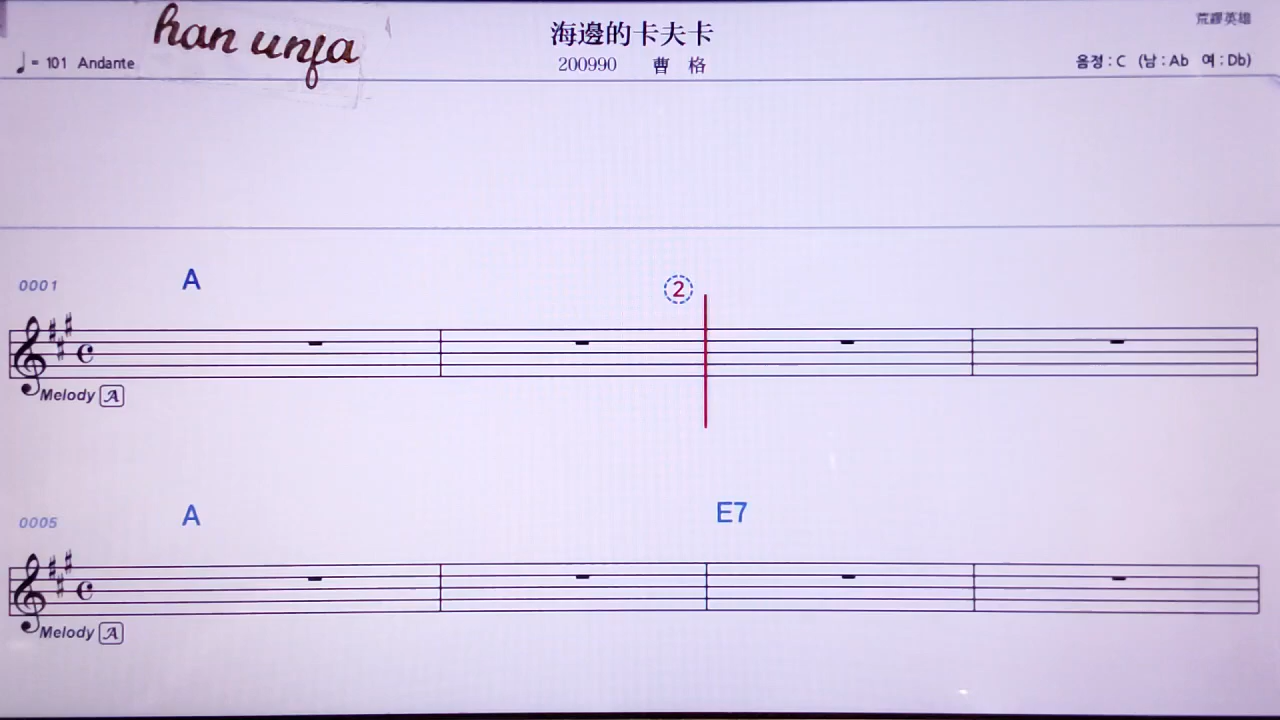 han unfa
海邊的卡夫卡
荒謬英雄
♩= 101 Andante
200990 曹 格
음정 : C (남 : Ab 여 : Db)
0001 A
2
Melody A
0005 A E7
Melody A